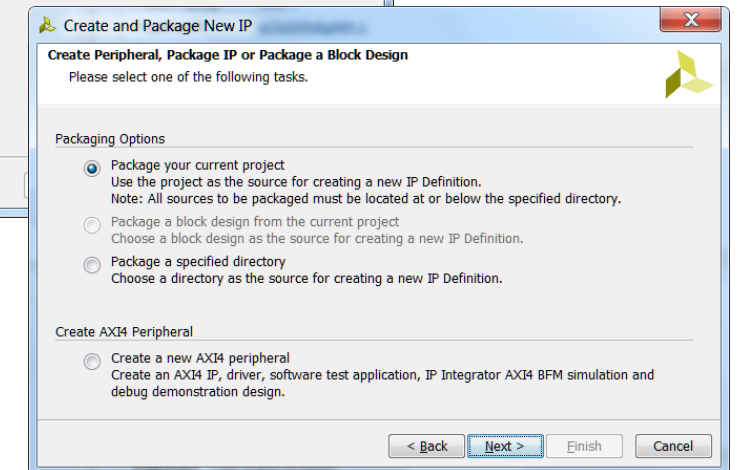 Create and Package New IP
Create Peripheral, Package IP or Package a Block Design
Please select one of the following tasks.
Packaging Options
Package your current project
Use the project as the source for creating a new IP Definition.
Note: All sources to be packaged must be located at or below the specified directory.
Package a block design from the current project
Choose a block design as the source for creating a new IP Definition.
Package a specified directory
Choose a directory as the source for creating a new IP Definition.
Create AXI4 Peripheral
Create a new AXI4 peripheral
Create an AXI4 IP, driver, software test application, IP Integrator AXI4 BFM simulation and
debug demonstration design.
< Back Next > Finish Cancel